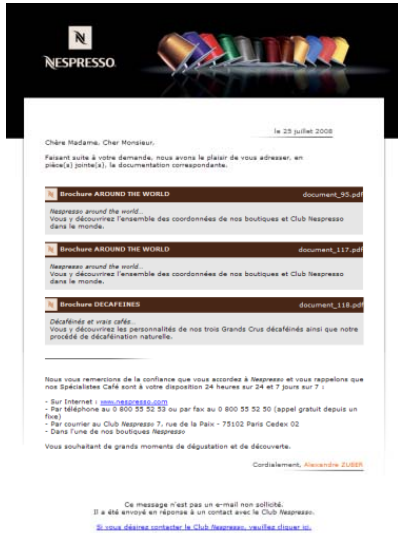 N
NESPRESSO
le 25 juillet 2008
Chère Madame, Cher Monsieur,
Faisant suite à votre demande, nous avons le plaisir de vous adresser, en
pièce(s) jointe(s), la documentation correspondante.
Brochure AROUND THE WORLD document_95.pdf
Nespresso around the world...
Vous y découvrirez l'ensemble des coordonnées de nos boutiques et Club Nespresso
dans le monde.
Brochure AROUND THE WORLD document_117.pdf
Nespresso around the world...
Vous y découvrirez l'ensemble des coordonnées de nos boutiques et Club Nespresso
dans le monde.
Brochure DECAFEINES document_118.pdf
Décaféinés et vrais cafés...
Vous y découvrirez les personnalités de nos trois Grands Crus décaféinés ainsi que notre
procédé de décaféination naturelle.
Nous vous remercions de la confiance que vous accordez à Nespresso et vous rappelons que
nos Spécialistes Café sont à votre disposition 24 heures sur 24 et 7 jours sur 7 :
- Sur Internet : www.nespresso.com
- Par téléphone au 0 800 55 52 53 ou par fax au 0 800 55 52 50 (appel gratuit depuis un
fixe)
- Par courrier au Club Nespresso 7, rue de la Paix - 75102 Paris Cedex 02
- Dans l'une de nos boutiques Nespresso
Vous souhaitant de grands moments de dégustation et de découverte.
Cordialement, Alexandre ZUBER
Ce message n'est pas un e-mail non sollicité.
Il a été envoyé en réponse à un contact avec le Club Nespresso.
Si vous désirez contacter le Club Nespresso, veuillez cliquer ici.